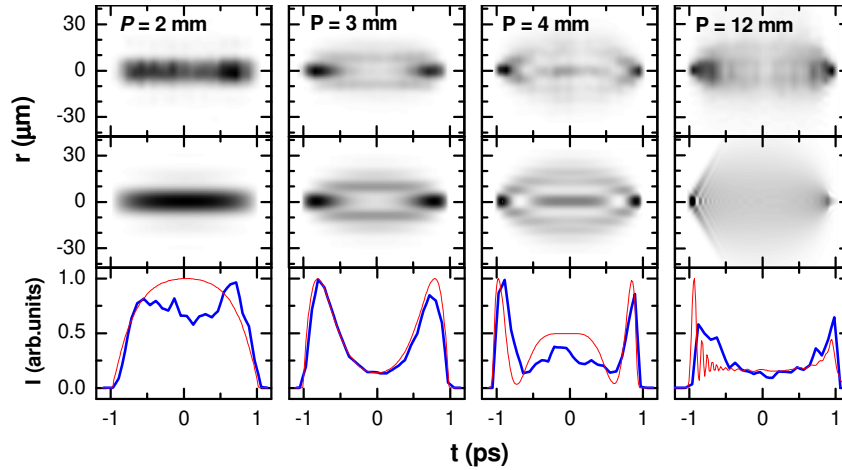 P = 2 mm
P = 3 mm
P = 4 mm
P = 12 mm
30
0
-30
r (μm)
30
0
-30
1.0
0.5
0.0
I (arb.units)
-1 0 1
-1 0 1
-1 0 1
-1 0 1
t (ps)